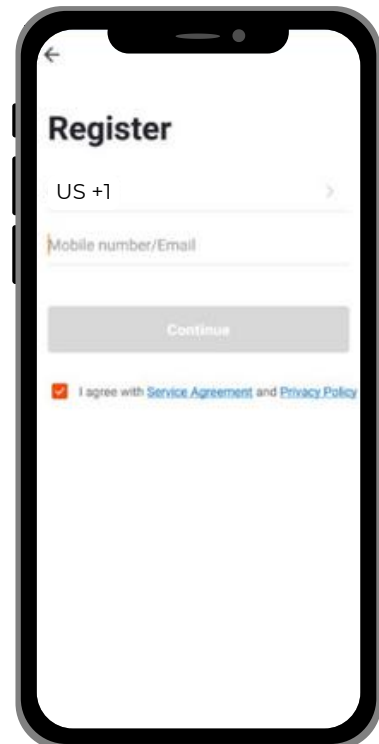 Register
US +1
Mobile number/Email
Continue
I agree with Service Agreement and Privacy Policy